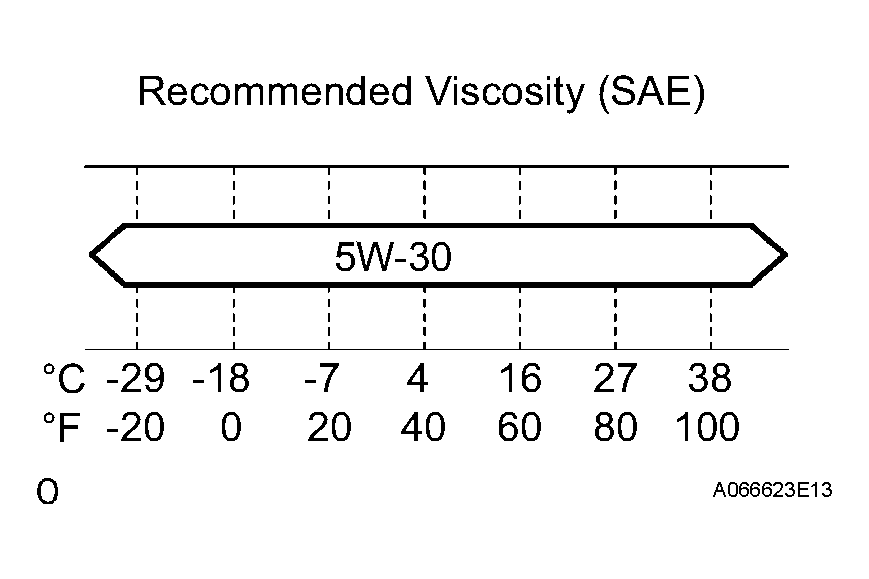 Recommended Viscosity (SAE)
5W-30
°C -29 -18 -7 4 16 27 38
°F -20 0 20 40 60 80 100
O A066623E13